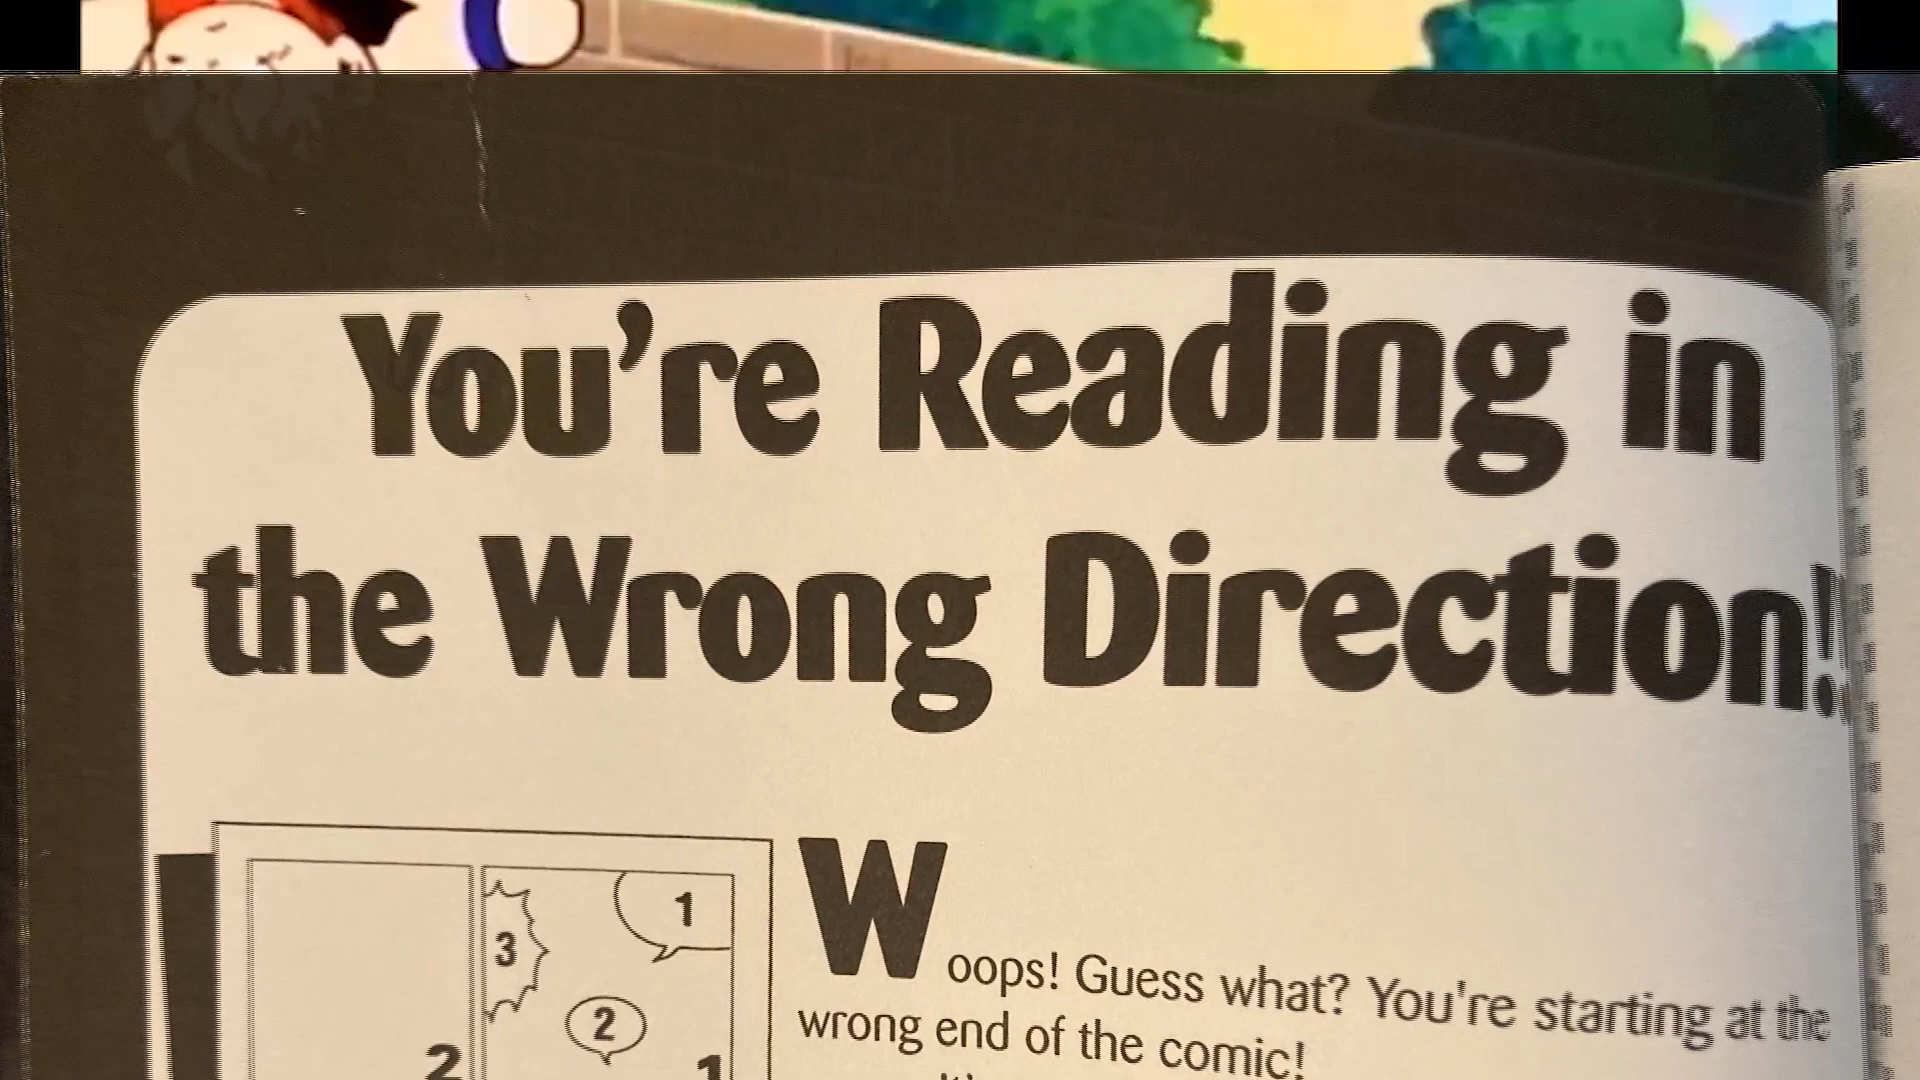 You're Reading in
the Wrong Direction!
1
3
2
2
1
Woops! Guess what? You're starting at the
wrong end of the comic!